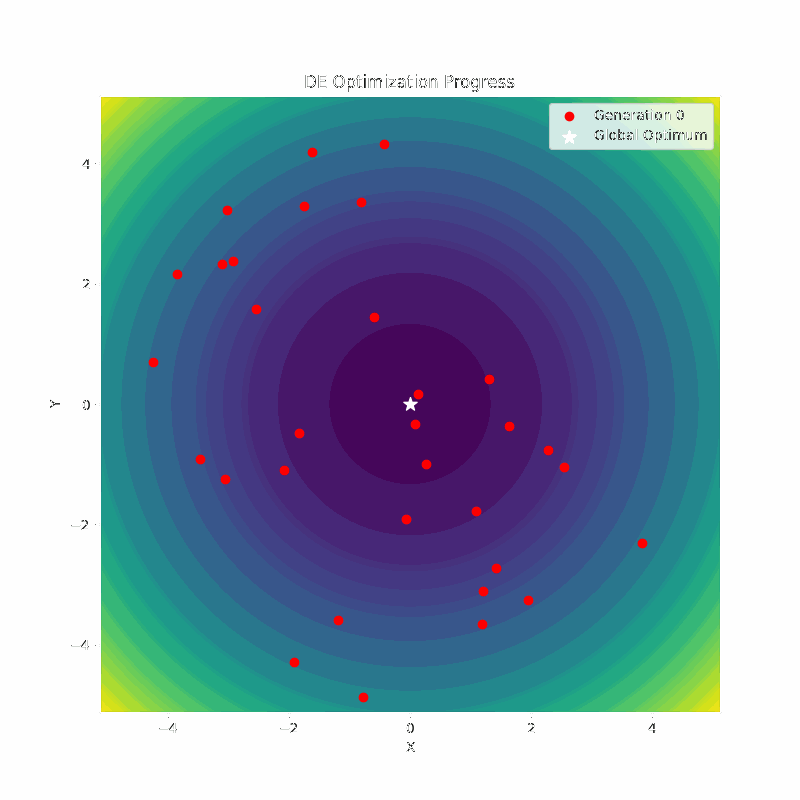 DE Optimization Progress
Generation 0
Global Optimum
4
2
0
−2
−4
Y
−4 −2 0 2 4
X